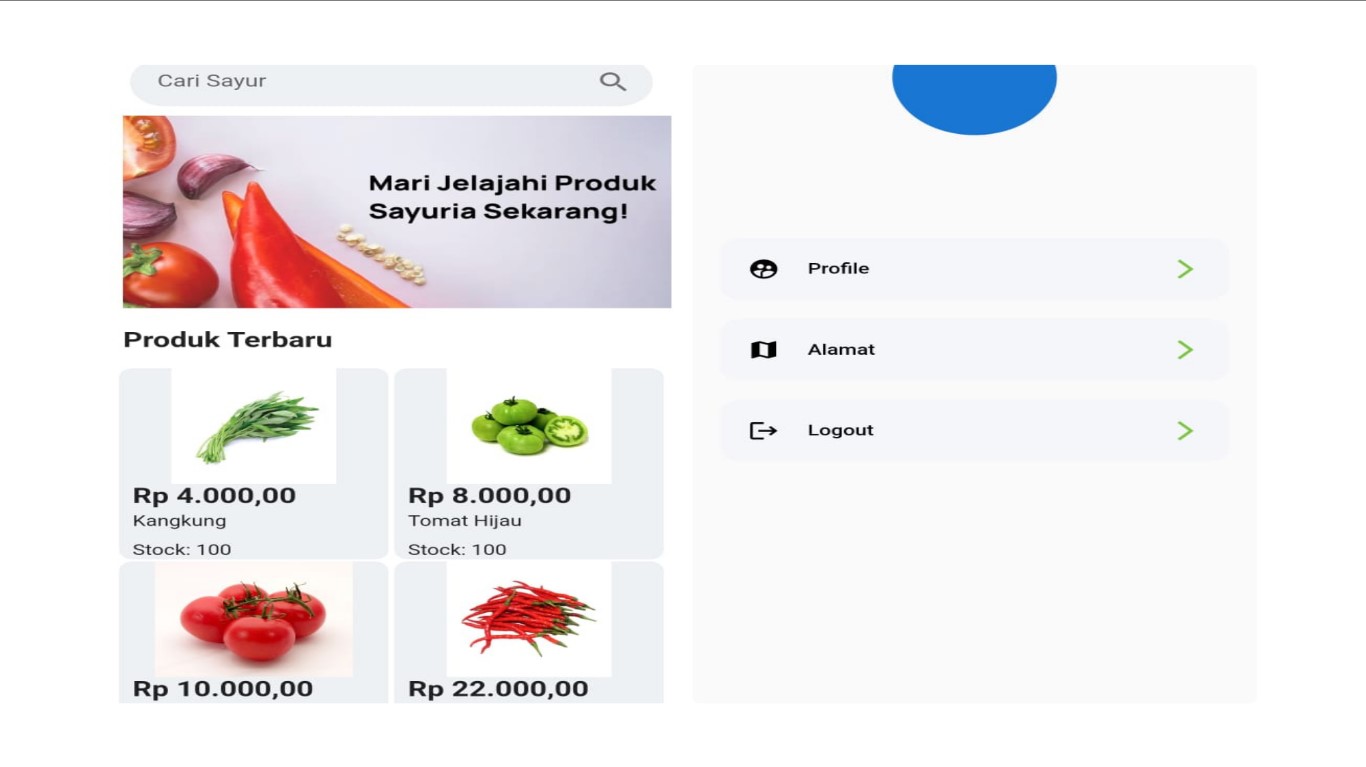 Cari Sayur
Mari Jelajahi Produk
Sayuria Sekarang!
Produk Terbaru
Rp 4.000,00
Kangkung
Stock: 100
Rp 8.000,00
Tomat Hijau
Stock: 100
Rp 10.000,00
Rp 22.000,00
Profile
Alamat
Logout